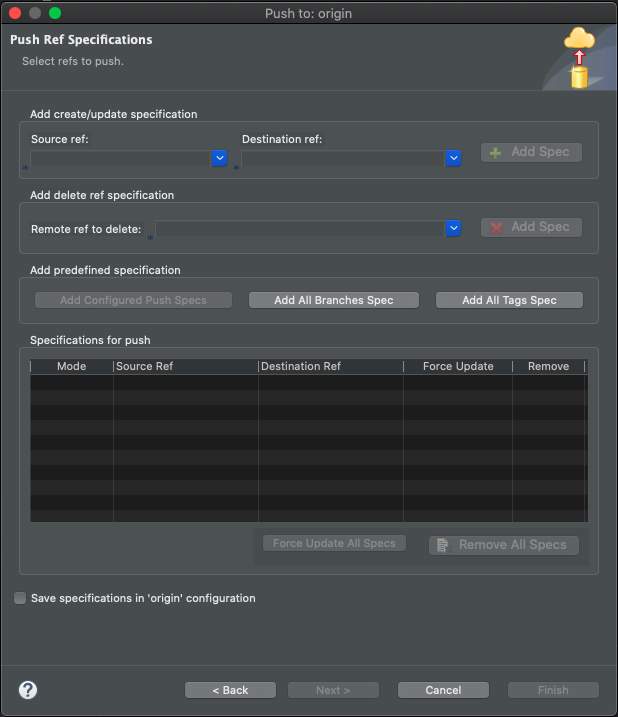 Push to: origin
Push Ref Specifications
Select refs to push.
Add create/update specification
Source ref: Destination ref:
* * Add Spec
Add delete ref specification
Remote ref to delete: * Add Spec
Add predefined specification
Add Configured Push Specs Add All Branches Spec Add All Tags Spec
Specifications for push
Mode Source Ref Destination Ref Force Update Remove
Force Update All Specs Remove All Specs
Save specifications in 'origin' configuration
? < Back Next > Cancel Finish